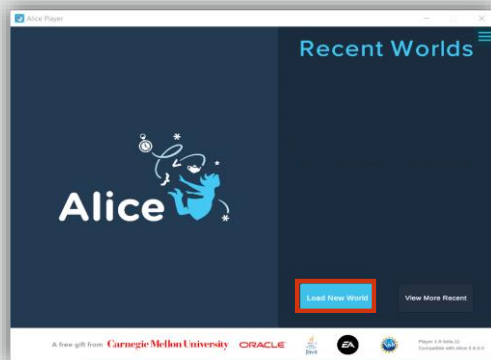 Alice Player
Recent Worlds
Alice
Load New World
View More Recent
A free gift from Carnegie Mellon University ORACLE Java EA